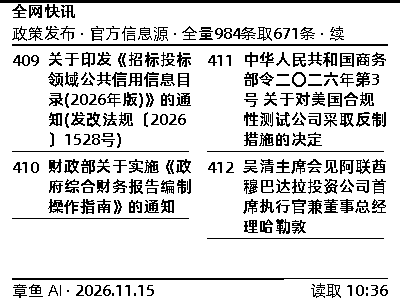 全网快讯
政策发布 · 官方信息源 · 全量984条取671条 · 续
409 关于印发《招标投标
领域公共信用信息目
录(2026年版)》的通
知(发改法规〔2026
〕1528号)
410 财政部关于实施《政
府综合财务报告编制
操作指南》的通知
411 中华人民共和国商务
部令二〇二六年第3
号 关于对美国合规
性测试公司采取反制
措施的决定
412 吴清主席会见阿联酋
穆巴达拉投资公司首
席执行官兼董事总经
理哈勒敦
章鱼 AI · 2026.11.15
读取 10:36